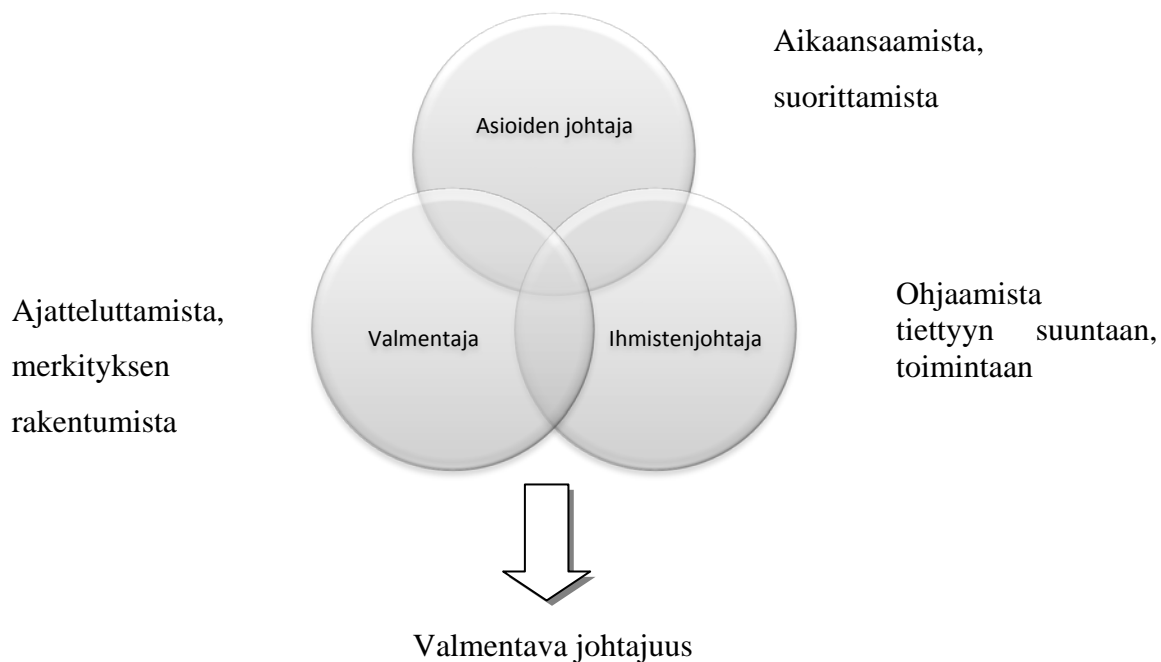 Aikaansaamista,
suorittamista
Asioiden johtaja
Ajatteluttamista,
merkityksen
rakentumista
Valmentaja
Ihmistenjohtaja
Ohjaamista
tiettyyn suuntaan,
toimintaan
Valmentava johtajuus